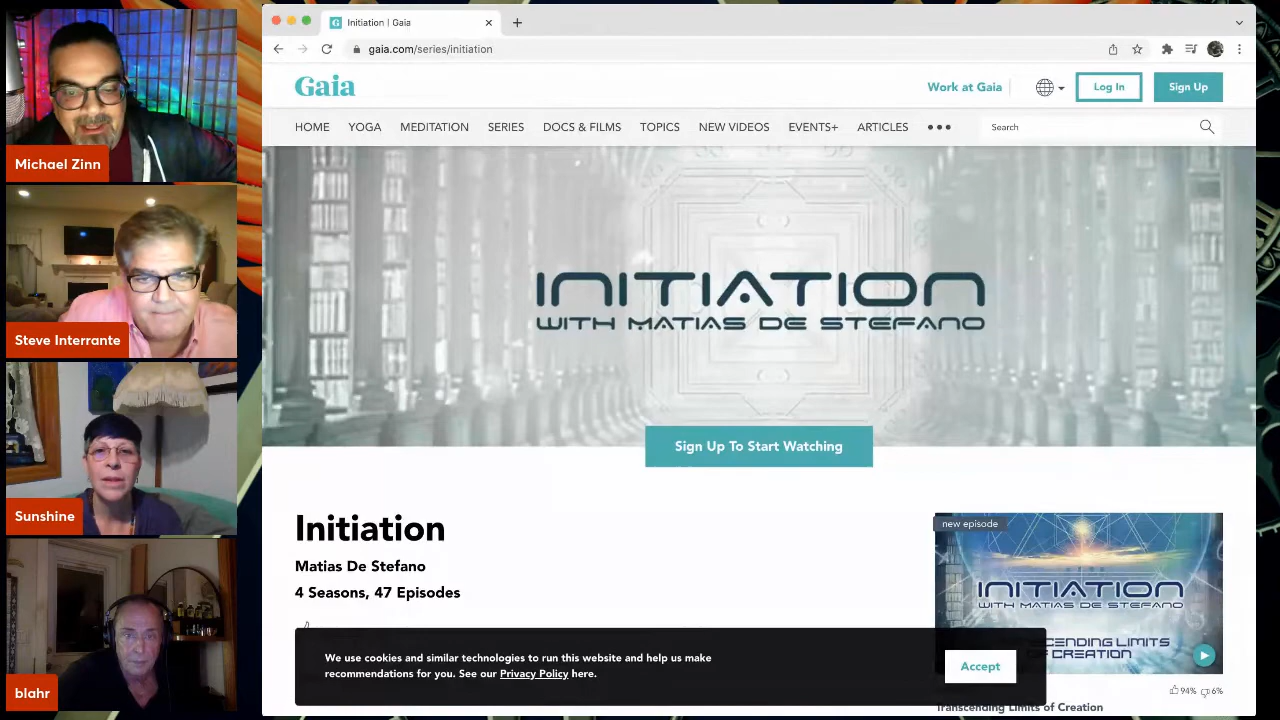 Michael Zinn
Steve Interrante
Sunshine
blahr
Initiation | Gaia
gaia.com/series/initiation
Gaia
Work at Gaia
Log In
Sign Up
HOME YOGA MEDITATION SERIES DOCS & FILMS TOPICS NEW VIDEOS EVENTS+ ARTICLES
Search
INITIATION
WITH MATIAS DE STEFANO
Sign Up To Start Watching
Initiation
Matias De Stefano
4 Seasons, 47 Episodes
new episode
INITIATION
WITH MATIAS DE STEFANO
LIMITS
CREATION
We use cookies and similar technologies to run this website and help us make
recommendations for you. See our Privacy Policy here.
Accept
94% 6%
Transcending Limits of Creation